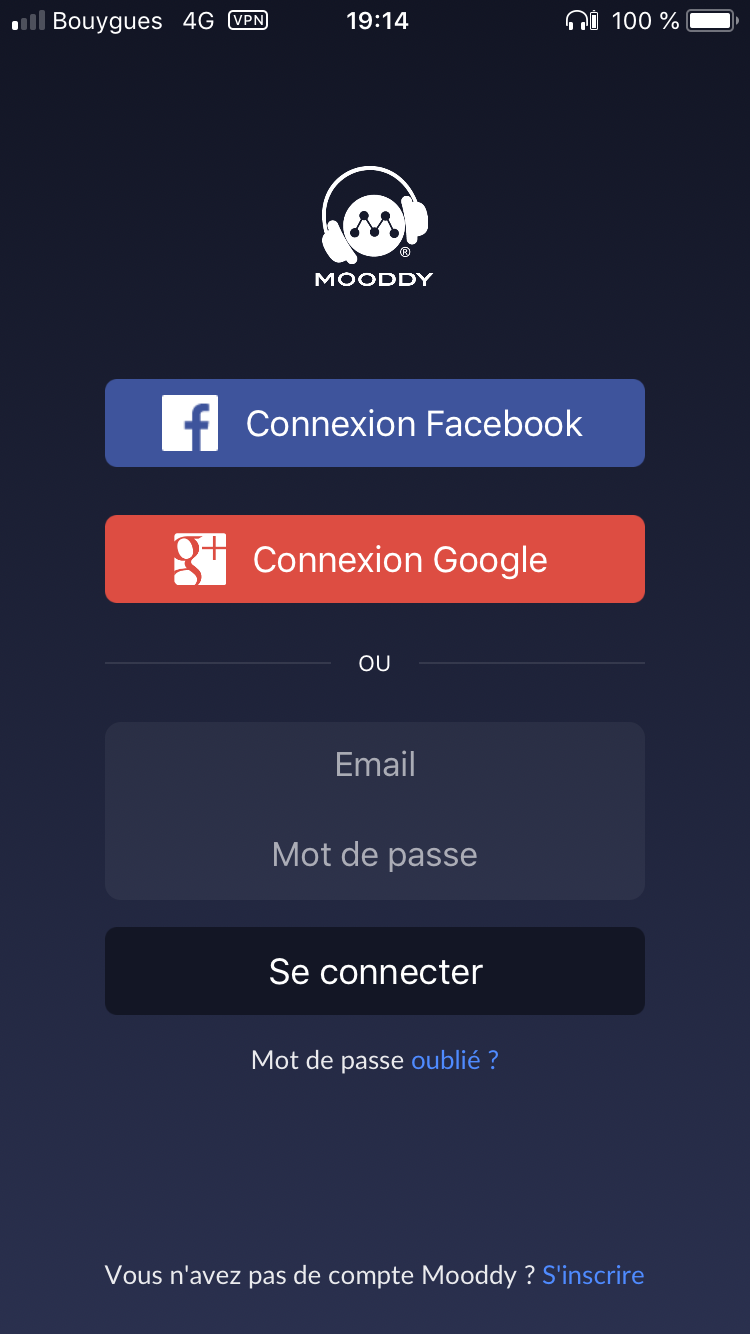 Bouygues 4G VPN 19:14 100 %
®
MOODDY
f Connexion Facebook
g+ Connexion Google
OU
Email
Mot de passe
Se connecter
Mot de passe oublié ?
Vous n'avez pas de compte Mooddy ? S'inscrire